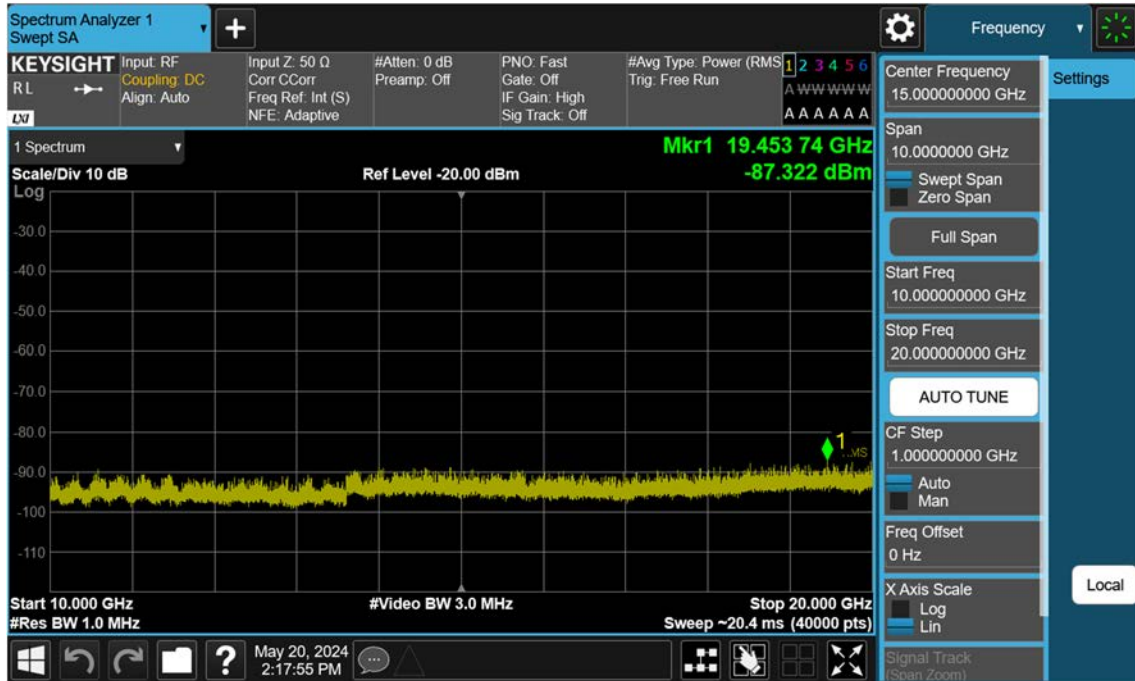 Spectrum Analyzer 1
Swept SA
Frequency
KEYSIGHT
RL
LXI
Input: RF
Coupling: DC
Align: Auto
Input Z: 50 Ω
Corr CCorr
Freq Ref: Int (S)
NFE: Adaptive
#Atten: 0 dB
Preamp: Off
PNO: Fast
Gate: Off
IF Gain: High
Sig Track: Off
#Avg Type: Power (RMS
Trig: Free Run
1 2 3 4 5 6
A W W W W W
A A A A A A
Center Frequency
15.000000000 GHz
Settings
1 Spectrum
Mkr1 19.453 74 GHz
Scale/Div 10 dB
Ref Level -20.00 dBm
-87.322 dBm
Log
-30.0
-40.0
-50.0
-60.0
-70.0
-80.0
-90.0
-100
-110
1
Start 10.000 GHz
#Video BW 3.0 MHz
Stop 20.000 GHz
#Res BW 1.0 MHz
Sweep ~20.4 ms (40000 pts)
Span
10.0000000 GHz
Swept Span
Zero Span
Full Span
Start Freq
10.000000000 GHz
Stop Freq
20.000000000 GHz
AUTO TUNE
CF Step
1.000000000 GHz
Auto
Man
Freq Offset
0 Hz
X Axis Scale
Log
Lin
Signal Track
(Span Zoom)
Local
?
May 20, 2024
2:17:55 PM